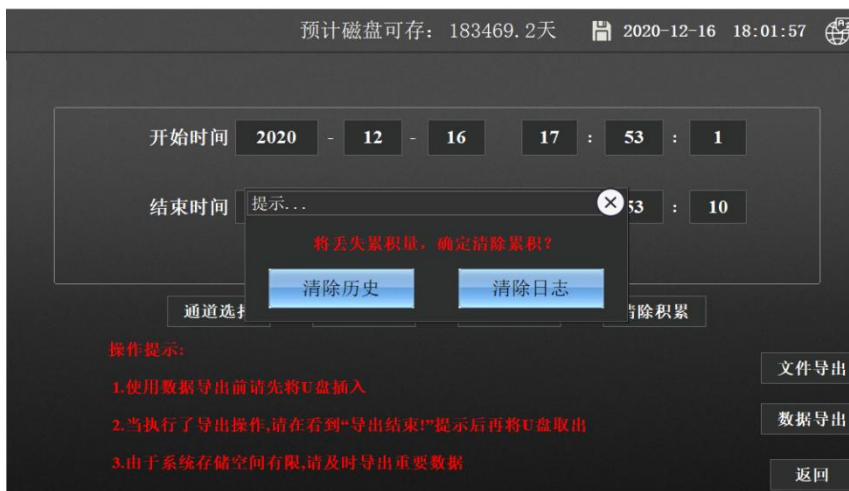 预计磁盘可存: 183469.2天 2020-12-16 18:01:57
开始时间 2020 - 12 - 16 17 : 53 : 1
结束时间 53 : 10
提示...
将丢失累积量，确定清除累积?
清除历史 清除日志
通道选择 清除积累
操作提示:
1.使用数据导出前请先将U盘插入
2.当执行了导出操作,请在看到“导出结束!”提示后再将U盘取出
3.由于系统存储空间有限,请及时导出重要数据
文件导出
数据导出
返回